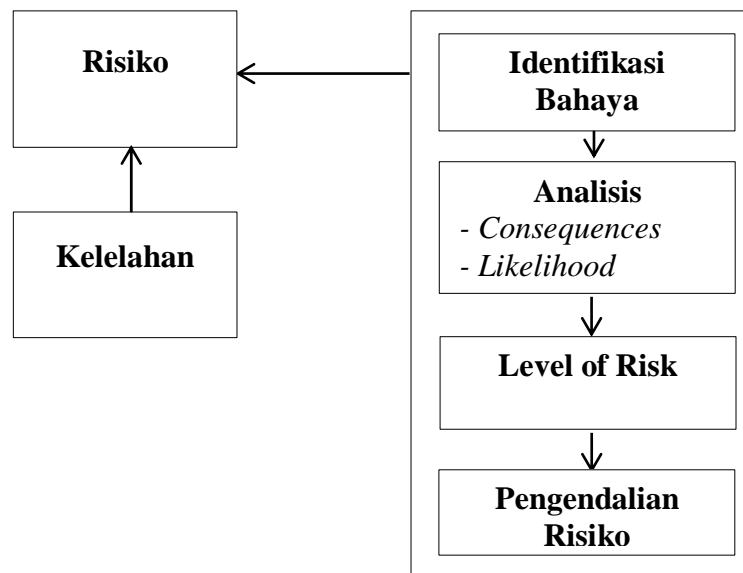 Risiko
Kelelahan
Identifikasi
Bahaya
Analisis
- Consequences
- Likelihood
Level of Risk
Pengendalian
Risiko